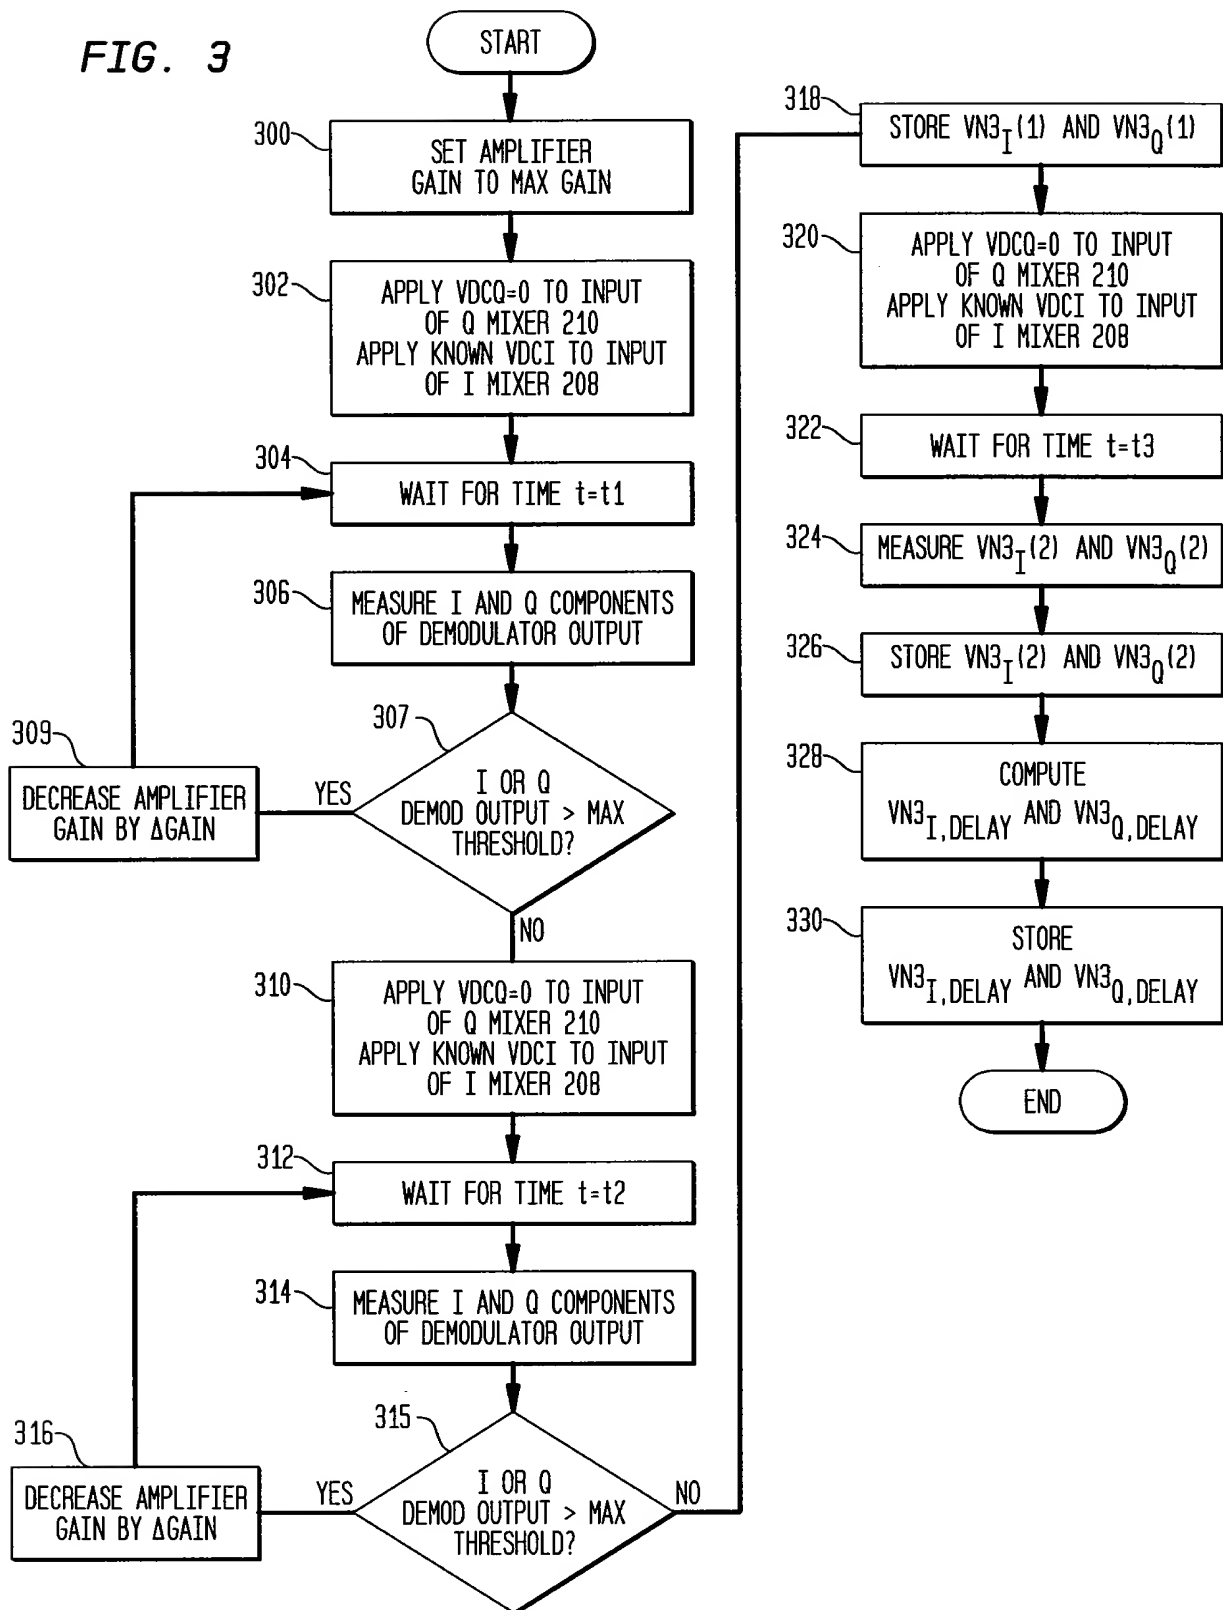 FIG. 3
START
300
SET AMPLIFIER
GAIN TO MAX GAIN
302
APPLY VDCQ=0 TO INPUT
OF Q MIXER 210
APPLY KNOWN VDCI TO INPUT
OF I MIXER 208
304
WAIT FOR TIME t=t1
306
MEASURE I AND Q COMPONENTS
OF DEMODULATOR OUTPUT
307
I OR Q
DEMOD OUTPUT > MAX
THRESHOLD?
YES
309
DECREASE AMPLIFIER
GAIN BY ΔGAIN
NO
310
APPLY VDCQ=0 TO INPUT
OF Q MIXER 210
APPLY KNOWN VDCI TO INPUT
OF I MIXER 208
312
WAIT FOR TIME t=t2
314
MEASURE I AND Q COMPONENTS
OF DEMODULATOR OUTPUT
315
I OR Q
DEMOD OUTPUT > MAX
THRESHOLD?
YES
316
DECREASE AMPLIFIER
GAIN BY ΔGAIN
NO
318
STORE VN3I(1) AND VN3Q(1)
320
APPLY VDCQ=0 TO INPUT
OF Q MIXER 210
APPLY KNOWN VDCI TO INPUT
OF I MIXER 208
322
WAIT FOR TIME t=t3
324
MEASURE VN3I(2) AND VN3Q(2)
326
STORE VN3I(2) AND VN3Q(2)
328
COMPUTE
VN3I,DELAY AND VN3Q,DELAY
330
STORE
VN3I,DELAY AND VN3Q,DELAY
END